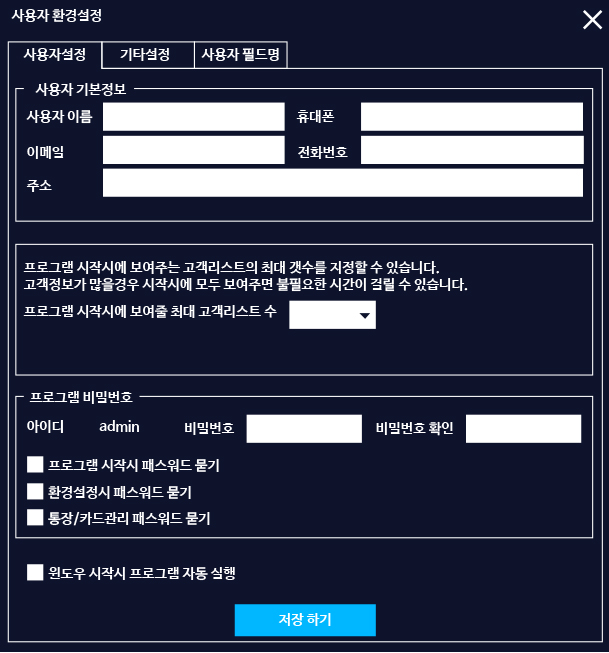 사용자 환경설정
사용자설정 기타설정 사용자 필드명
사용자 기본정보
사용자 이름 휴대폰
이메일 전화번호
주소
프로그램 시작시에 보여주는 고객리스트의 최대 갯수를 지정할 수 있습니다.
고객정보가 많을경우 시작시에 모두 보여주면 불필요한 시간이 걸릴 수 있습니다.
프로그램 시작시에 보여줄 최대 고객리스트 수
프로그램 비밀번호
아이디 admin 비밀번호 비밀번호 확인
프로그램 시작시 패스워드 묻기
환경설정시 패스워드 묻기
통장/카드관리 패스워드 묻기
윈도우 시작시 프로그램 자동 실행
저장 하기